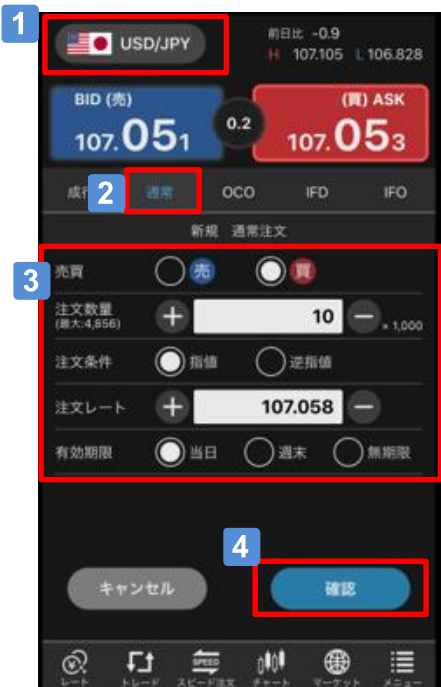 1
USD/JPY
前日比 -0.9
H 107.105 L 106.828
BID (売)
(買) ASK
107.051
0.2
107.053
2
成行
通常
OCO
IFD
IFO
新規 通常注文
3
売買
売
買
注文数量
(最大:4,856)
+
10
−
× 1,000
注文条件
指値
逆指値
注文レート
+
107.058
−
有効期限
当日
週末
無期限
4
キャンセル
確認
SPEED
レート
トレード
スピード注文
チャート
マーケット
メニュー